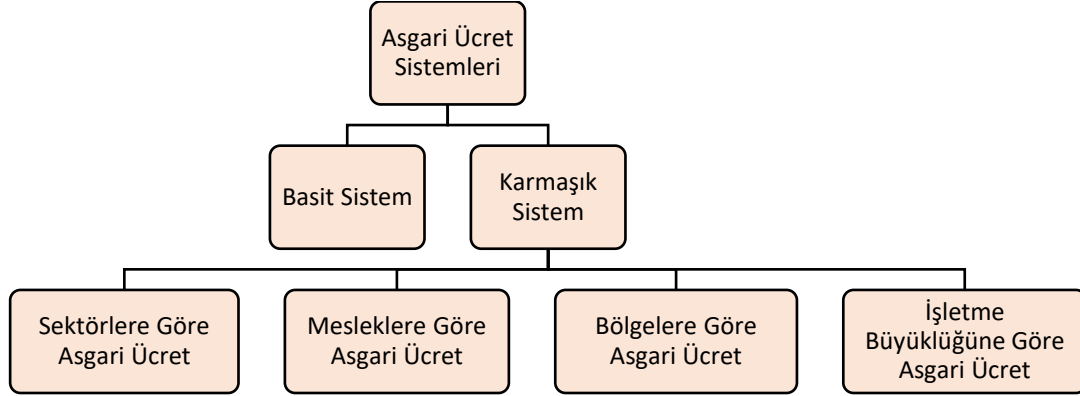 Asgari Ücret
Sistemleri
Basit Sistem
Karmaşık
Sistem
Sektörlere Göre
Asgari Ücret
Mesleklere Göre
Asgari Ücret
Bölgelere Göre
Asgari Ücret
İşletme
Büyüklüğüne Göre
Asgari Ücret